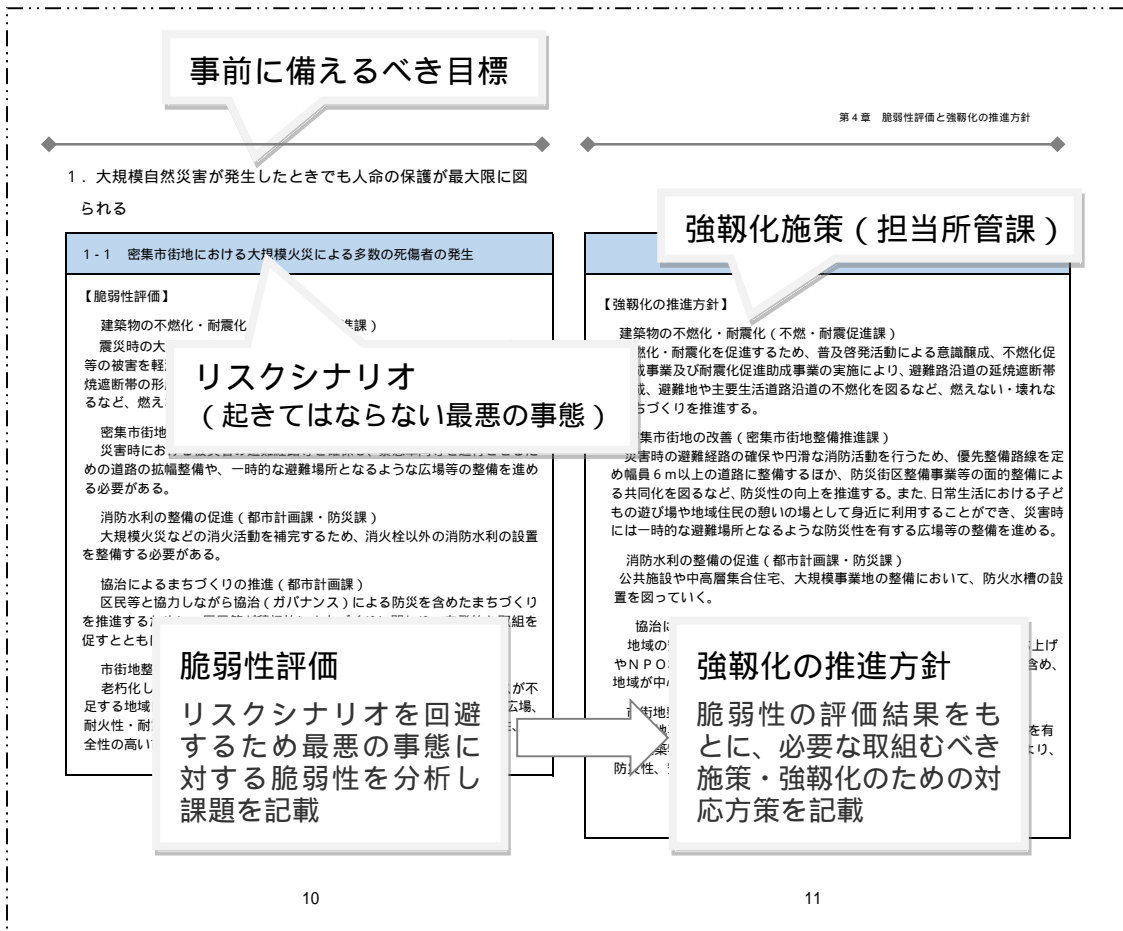 事前に備えるべき目標
第4章 脆弱性評価と強靱化の推進方針
1．大規模自然災害が発生したときでも人命の保護が最大限に図
られる
1-1 密集市街地における大規模火災による多数の死傷者の発生
【脆弱性評価】
建築物の不燃化・耐震化
進課）
震災時の大
等の被害を軽
焼遮断帯の形
るなど、燃え
リスクシナリオ
（起きてはならない最悪の事態）
密集市街地
災害時にお
めの道路の拡幅整備や、一時的な避難場所となるような広場等の整備を進め
る必要がある。
消防水利の整備の促進（都市計画課・防災課）
大規模火災などの消火活動を補完するため、消火栓以外の消防水利の設置
を整備する必要がある。
協治によるまちづくりの推進（都市計画課）
区民等と協力しながら協治（ガバナンス）による防災を含めたまちづくり
を推進する
組を
促すととも
市街地整
老朽化し
が不
足する地域
広場、
耐火性・耐
全性の高い
脆弱性評価
リスクシナリオを回避
するため最悪の事態に
対する脆弱性を分析し
課題を記載
10
強靱化施策（担当所管課）
【強靱化の推進方針】
建築物の不燃化・耐震化（不燃・耐震促進課）
燃化・耐震化を促進するため、普及啓発活動による意識醸成、不燃化促
成事業及び耐震化促進助成事業の実施により、避難路沿道の延焼遮断帯
成、避難地や主要生活道路沿道の不燃化を図るなど、燃えない・壊れな
ちづくりを推進する。
集市街地の改善（密集市街地整備推進課）
災害時の避難経路の確保や円滑な消防活動を行うため、優先整備路線を定
め幅員6m以上の道路に整備するほか、防災街区整備事業等の面的整備によ
る共同化を図るなど、防災性の向上を推進する。また、日常生活における子ど
もの遊び場や地域住民の憩いの場として身近に利用することができ、災害時
には一時的な避難場所となるような防災性を有する広場等の整備を進める。
消防水利の整備の促進（都市計画課・防災課）
公共施設や中高層集合住宅、大規模事業地の整備において、防火水槽の設
置を図っていく。
協治に
地域の
上げ
やNPO
含め、
地域が中
市街地
を有
より、
防災性、
強靱化の推進方針
脆弱性の評価結果をも
とに、必要な取組むべき
施策・強靱化のための対
応方策を記載
11